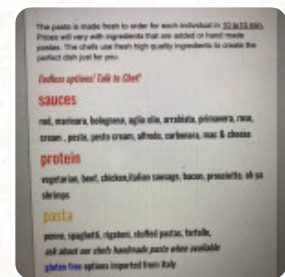 The pasta is made fresh to order for each individual in 10 to 15 min.
Prices will vary with ingredients that are added or hand made
pastas. The chefs use fresh high quality ingredients to create the
perfect dish just for you.
Endless options! Talk to Chef!
sauces
red, marinara, bolognese, aglio olio, arrabiata, primavera, rosa,
cream, pesto, pesto cream, alfredo, carbonara, mac & cheese
protein
vegetarian, beef, chicken, italian sausage, bacon, prosciutto,
shrimps
pasta
penne, spaghetti, rigatoni, stuffed pastas, farfalle,
ask about our chefs handmade pasta when available
gluten free options imported from italy